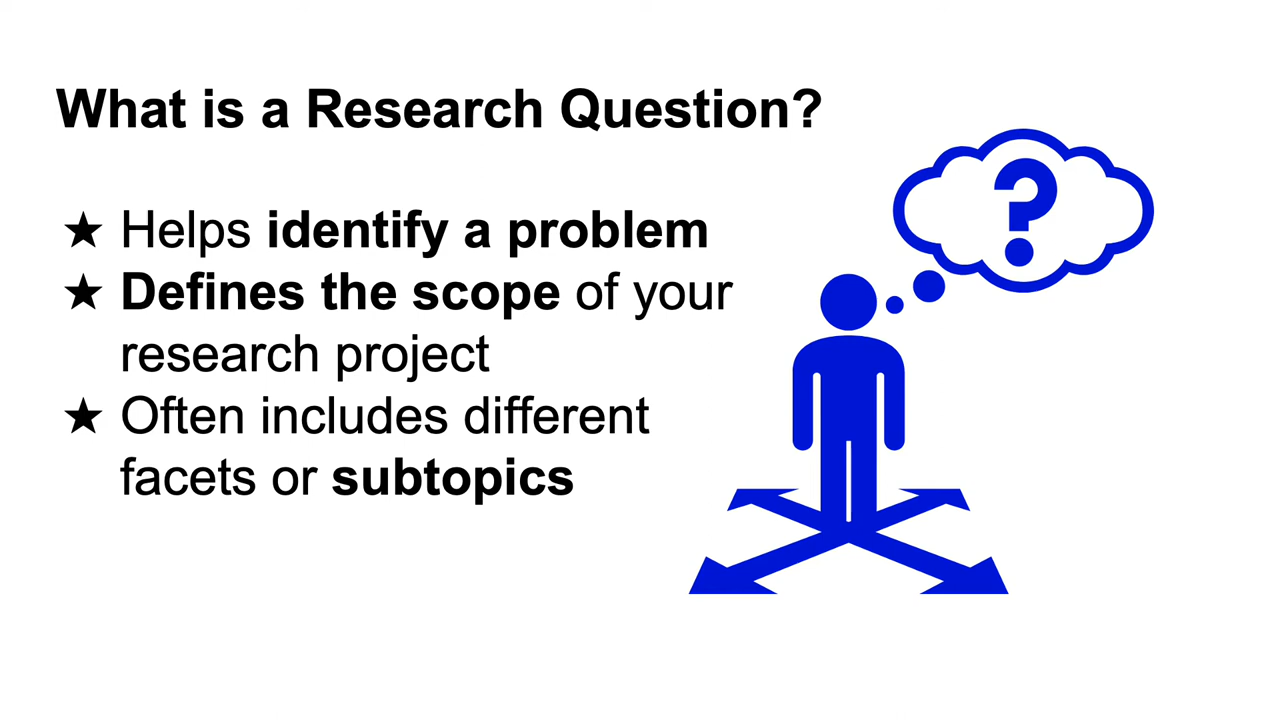 What is a Research Question?
★ Helps identify a problem
★ Defines the scope of your
research project
★ Often includes different
facets or subtopics
?